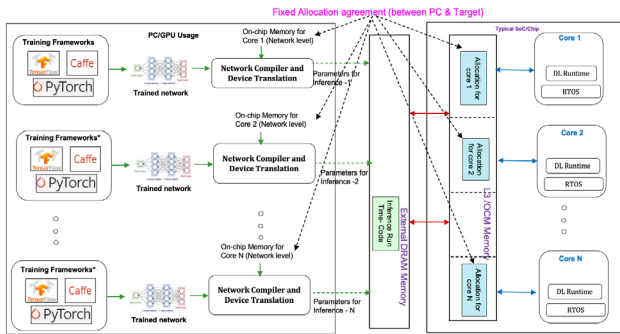 Fixed Allocation agreement (between PC & Target)
Training Frameworks
TensorFlow
Caffe
PyTorch
PC/GPU Usage
Trained network
On-chip Memory for
Core 1 (Network level)
Network Compiler and
Device Translation
Parameters for
Inference -1
Training Frameworks*
TensorFlow
Caffe
PyTorch
Trained network
On-chip Memory for
Core 2 (Network level)
Network Compiler and
Device Translation
Parameters for
Inference -2
Training Frameworks*
TensorFlow
Caffe
PyTorch
Trained network
On-chip Memory for
Core N (Network level)
Network Compiler and
Device Translation
Parameters for
Inference - N
Inference Run
Time- Code
External DRAM Memory
Typical SoC/Chip
Allocation for
core 1
Allocation
for core 2
Allocation for
core N
L3 /OCM Memory
Core 1
DL Runtime
RTOS
Core 2
DL Runtime
RTOS
Core N
DL Runtime
RTOS